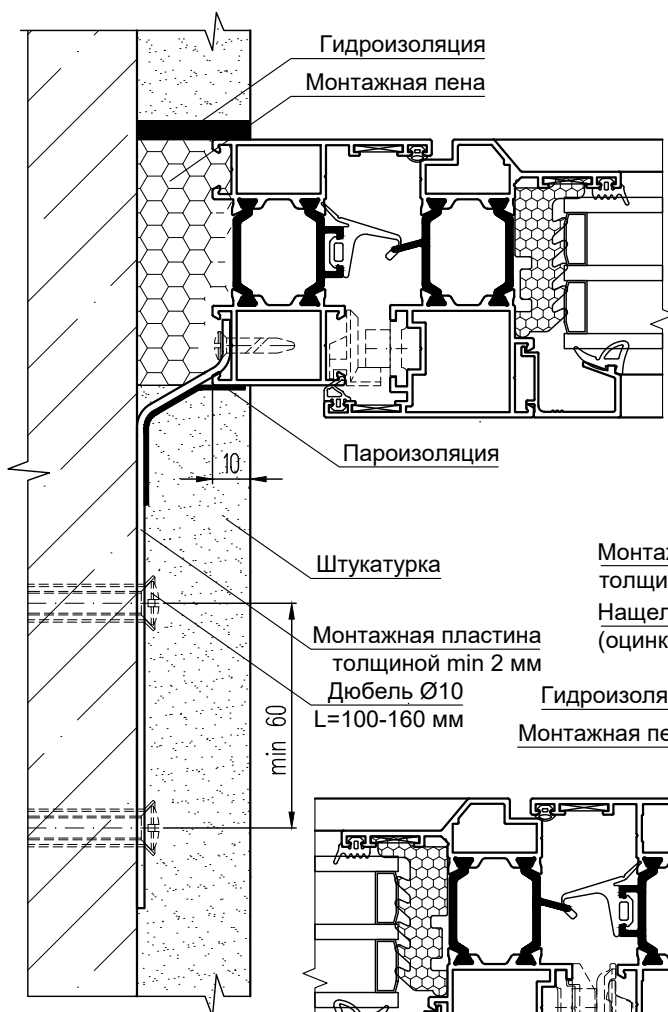 Гидроизоляция
Монтажная пена
Пароизоляция
10
Штукатурка
Монтажная пластина
толщиной min 2 мм
Дюбель Ø10
L=100-160 мм
min 60